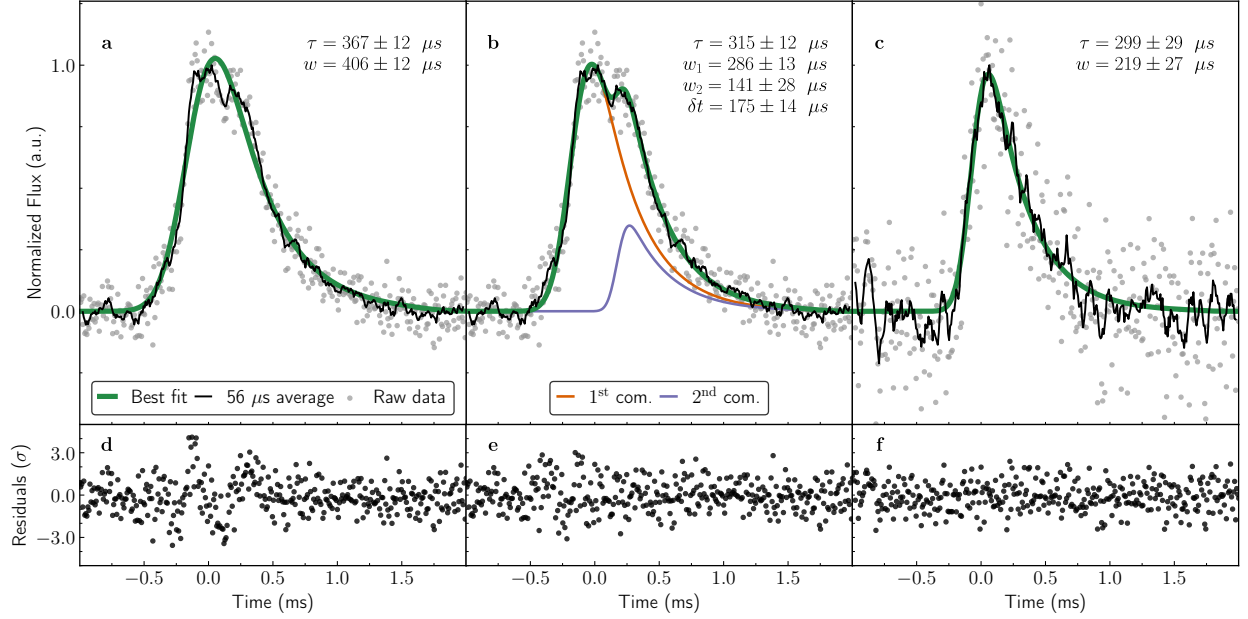 a
τ = 367 ± 12 μs
w = 406 ± 12 μs
b
τ = 315 ± 12 μs
w₁ = 286 ± 13 μs
w₂ = 141 ± 28 μs
δt = 175 ± 14 μs
c
τ = 299 ± 29 μs
w = 219 ± 27 μs
Normalized Flux (a.u.)
1.0
0.0
Best fit
56 μs average
Raw data
1ˢᵗ com.
2ⁿᵈ com.
d
e
f
Residuals (σ)
3.0
0.0
−3.0
−0.5 0.0 0.5 1.0 1.5
−0.5 0.0 0.5 1.0 1.5
−0.5 0.0 0.5 1.0 1.5
Time (ms)
Time (ms)
Time (ms)